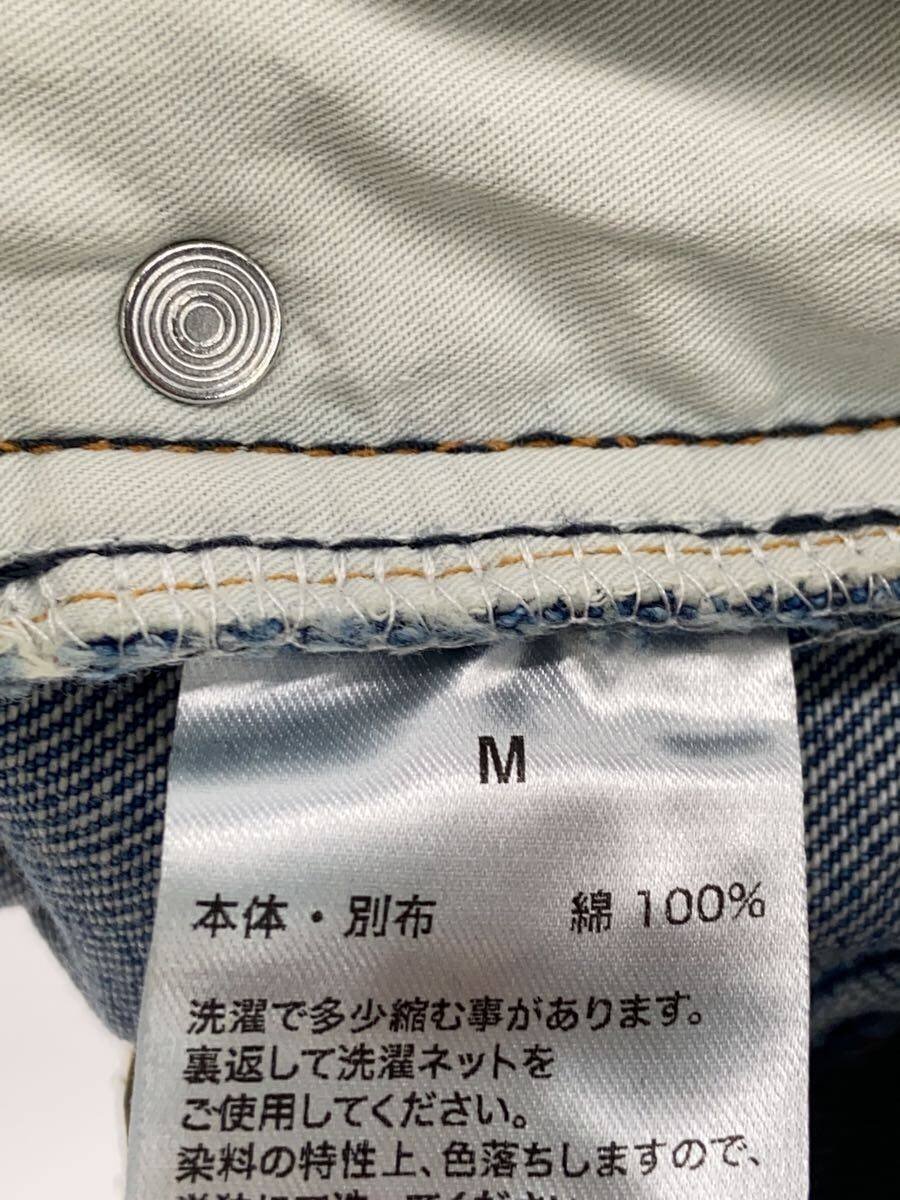 M
本体・別布 綿 100%
洗濯で多少縮む事があります。
裏返して洗濯ネットを
ご使用してください。
染料の特性上、色落ちしますので、